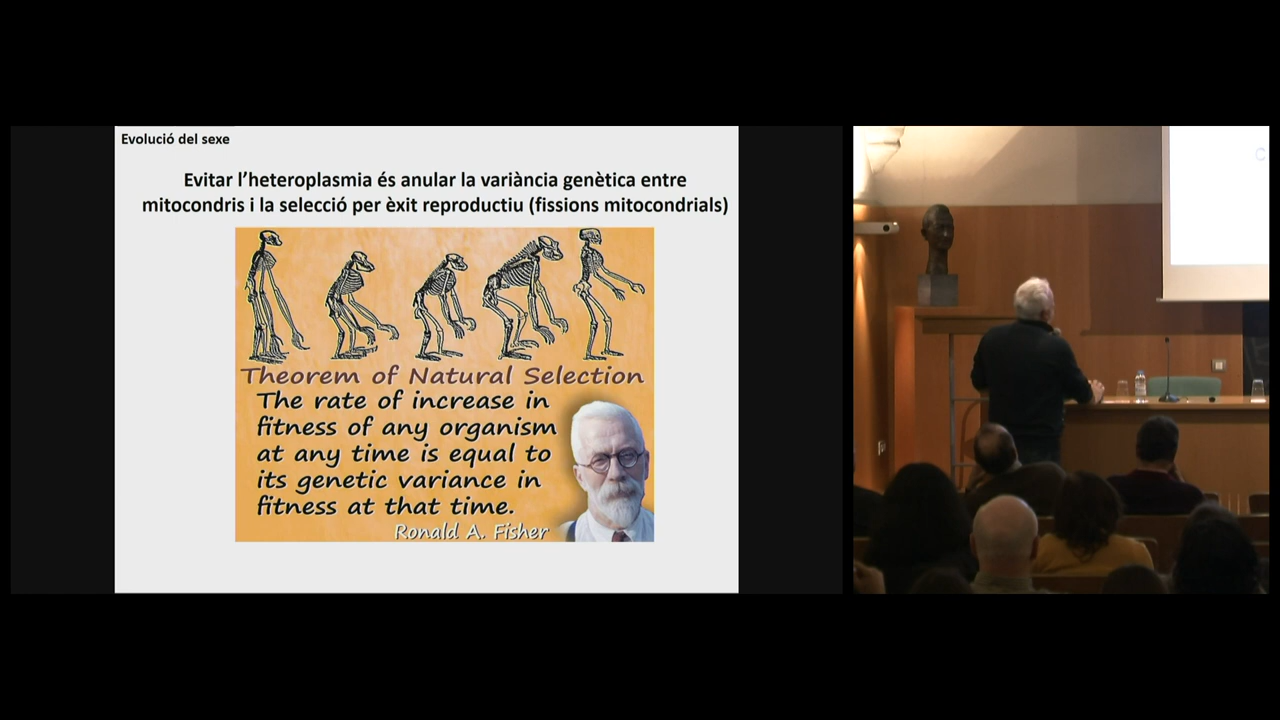 Evolució del sexe
Evitar l’heteroplasmia és anular la variància genètica entre
mitocondris i la selecció per èxit reproductiu (fissions mitocondrials)
Theorem of Natural Selection
The rate of increase in
fitness of any organism
at any time is equal to
its genetic variance in
fitness at that time.
Ronald A. Fisher